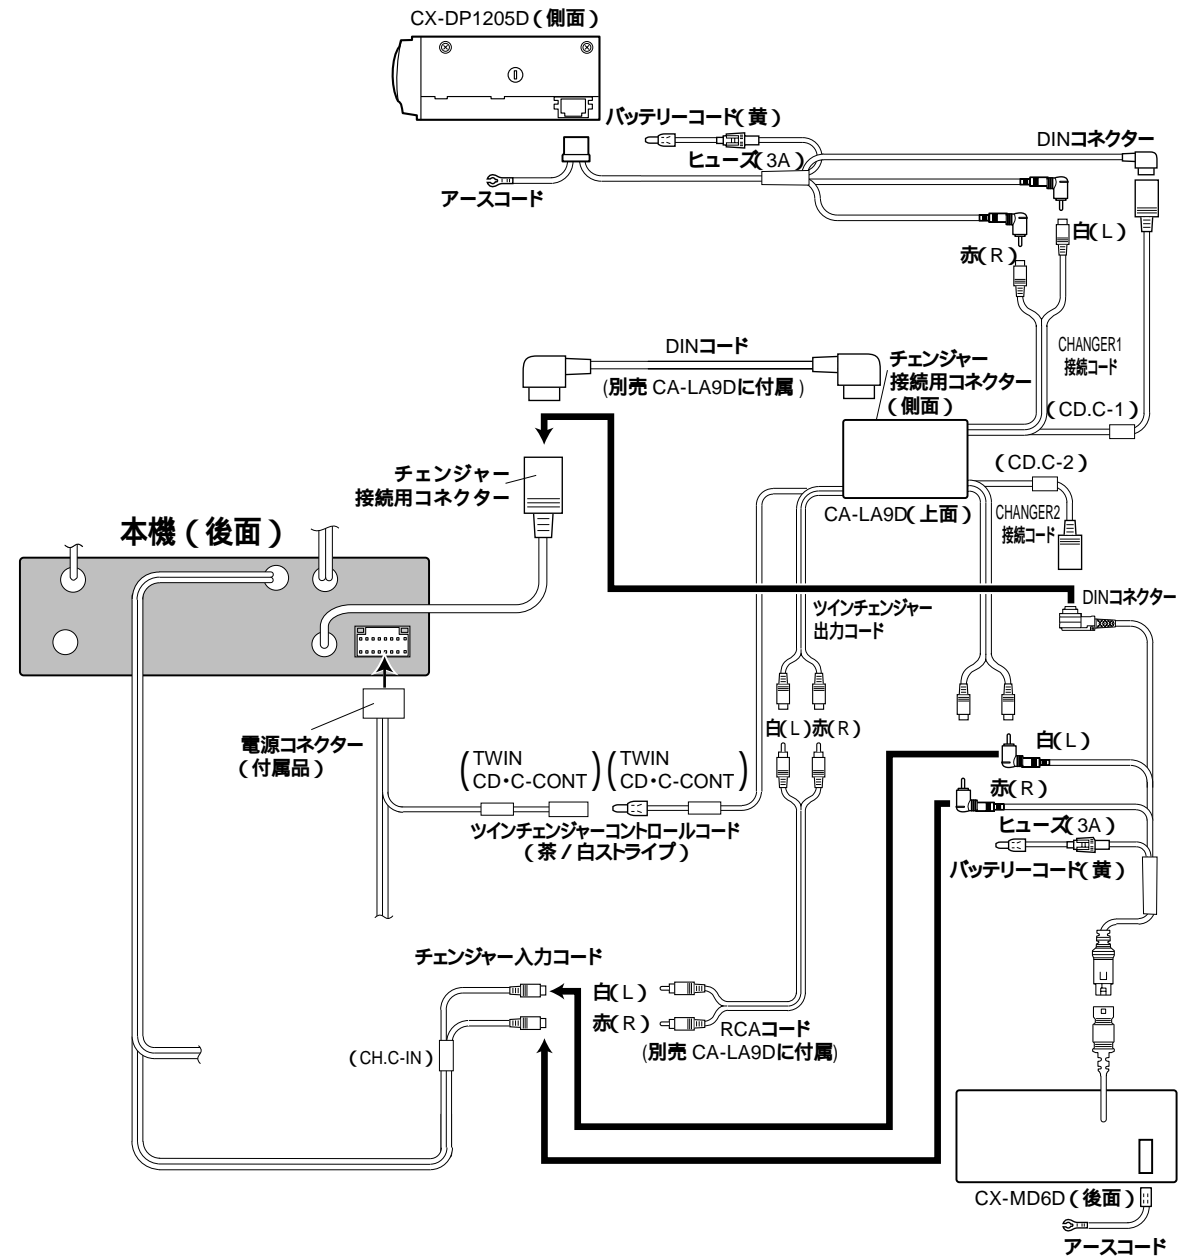 CX-DP1205D(側面)
バッテリーコード(黄)
ヒューズ(3A)
DINコネクター
アースコード
白(L)
赤(R)
CHANGER1
接続コード
(CD.C-1)
DINコード
(別売 CA-LA9Dに付属)
チェンジャー
接続用コネクター
(側面)
(CD.C-2)
チェンジャー
接続用コネクター
CA-LA9D(上面)
CHANGER2
接続コード
本機(後面)
ツインチェンジャー
出力コード
DINコネクター
白(L)赤(R)
電源コネクター
(付属品)
(TWIN
CD・C-CONT)
(TWIN
CD・C-CONT)
ツインチェンジャーコントロールコード
(茶/白ストライプ)
白(L)
赤(R)
ヒューズ(3A)
バッテリーコード(黄)
チェンジャー入力コード
白(L)
赤(R)
RCAコード
(別売 CA-LA9Dに付属)
(CH.C-IN)
CX-MD6D(後面)
アースコード